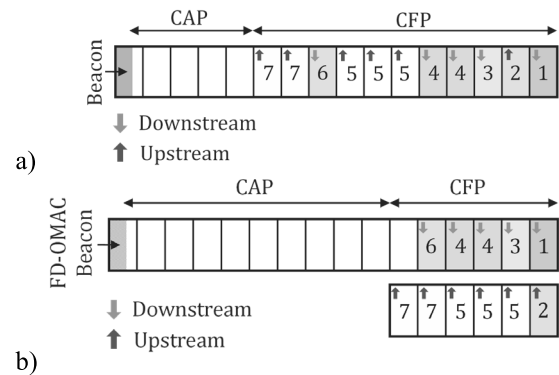 CAP CFP
Beacon
7 7 6 5 5 5 4 4 3 2 1
Downstream
Upstream
a)
CAP CFP
FD-OMAC
Beacon
6 4 4 3 1
Downstream
7 7 5 5 5 2
Upstream
b)